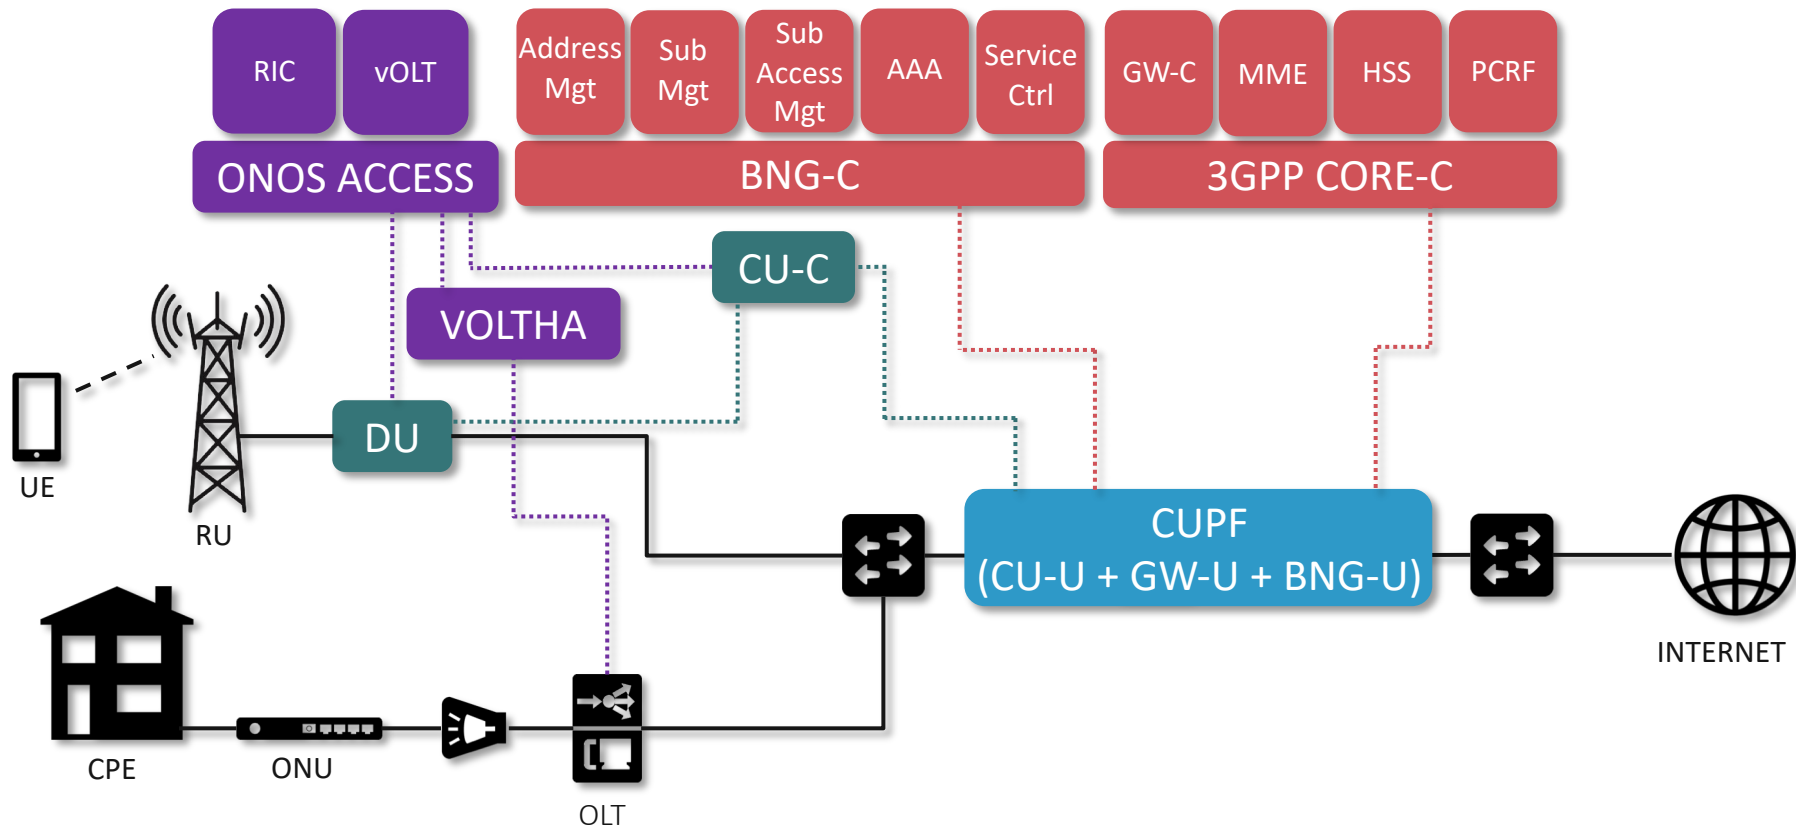 RIC
vOLT
Address
Mgt
Sub
Mgt
Sub
Access
Mgt
AAA
Service
Ctrl
GW-C
MME
HSS
PCRF
ONOS ACCESS
BNG-C
3GPP CORE-C
CU-C
VOLTHA
DU
UE
RU
CUPF
(CU-U + GW-U + BNG-U)
INTERNET
CPE
ONU
OLT